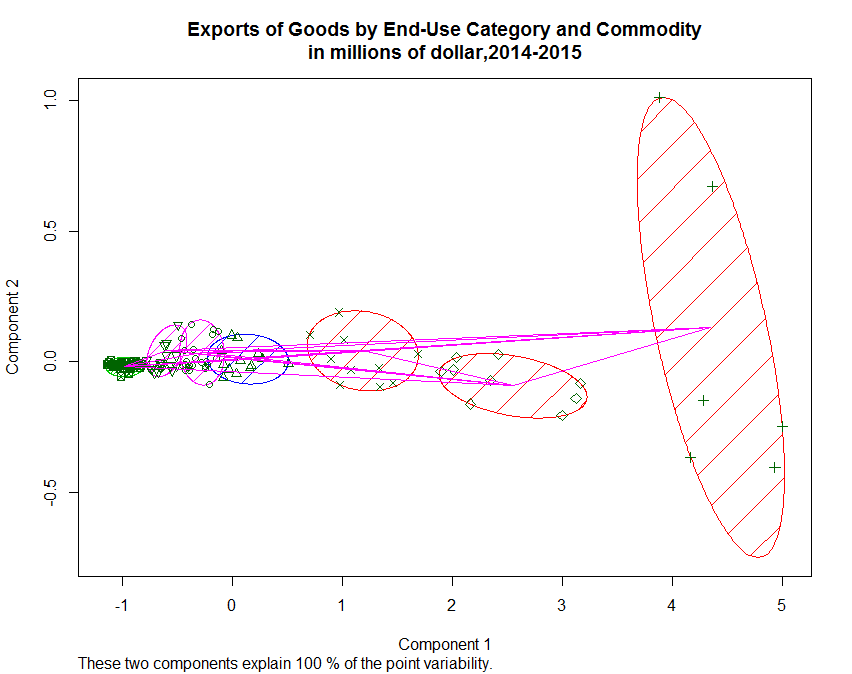 Exports of Goods by End-Use Category and Commodity
in millions of dollar,2014-2015
Component 2
1.0
0.5
0.0
-0.5
-1 0 1 2 3 4 5
Component 1
These two components explain 100 % of the point variability.